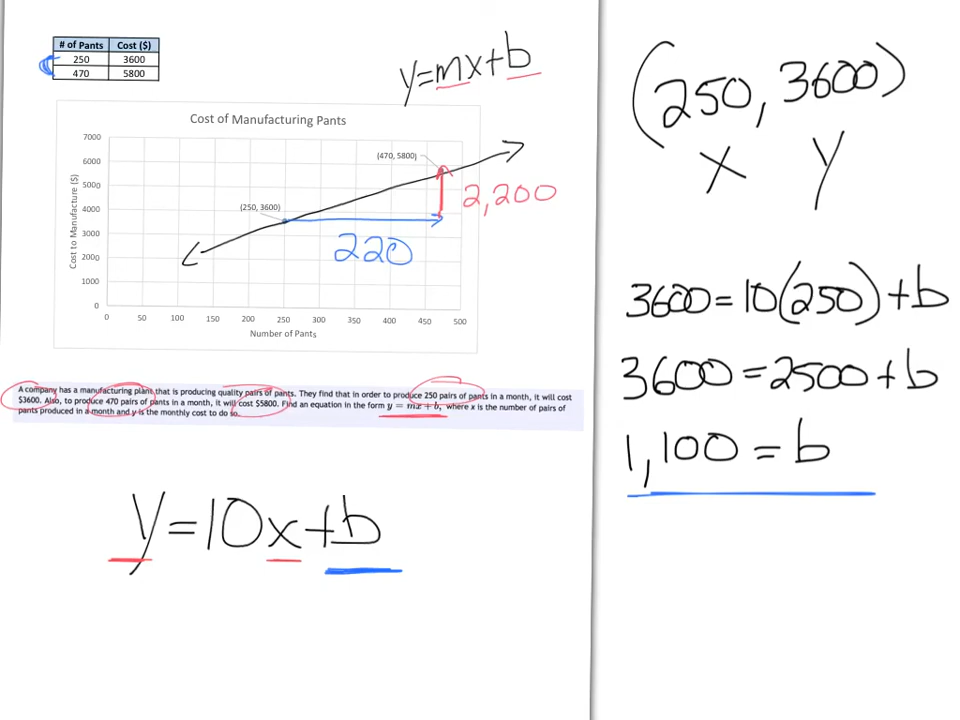 # of Pants Cost ($)
250 3600
470 5800
y=mx+b
Cost of Manufacturing Pants
7000
6000
5000
4000
3000
2000
1000
0
Cost to Manufacture ($)
(470, 5800)
(250, 3600)
2,200
220
0 50 100 150 200 250 300 350 400 450 500
Number of Pants
A company has a manufacturing plant that is producing quality pairs of pants. They find that in order to produce 250 pairs of pants in a month, it will cost
$3600. Also, to produce 470 pairs of pants in a month, it will cost $5800. Find an equation in the form y = mx + b, where x is the number of pairs of
pants produced in a month and y is the monthly cost to do so.
y=10x+b
(250, 3600)
x y
3600=10(250)+b
3600=2500+b
1,100=b